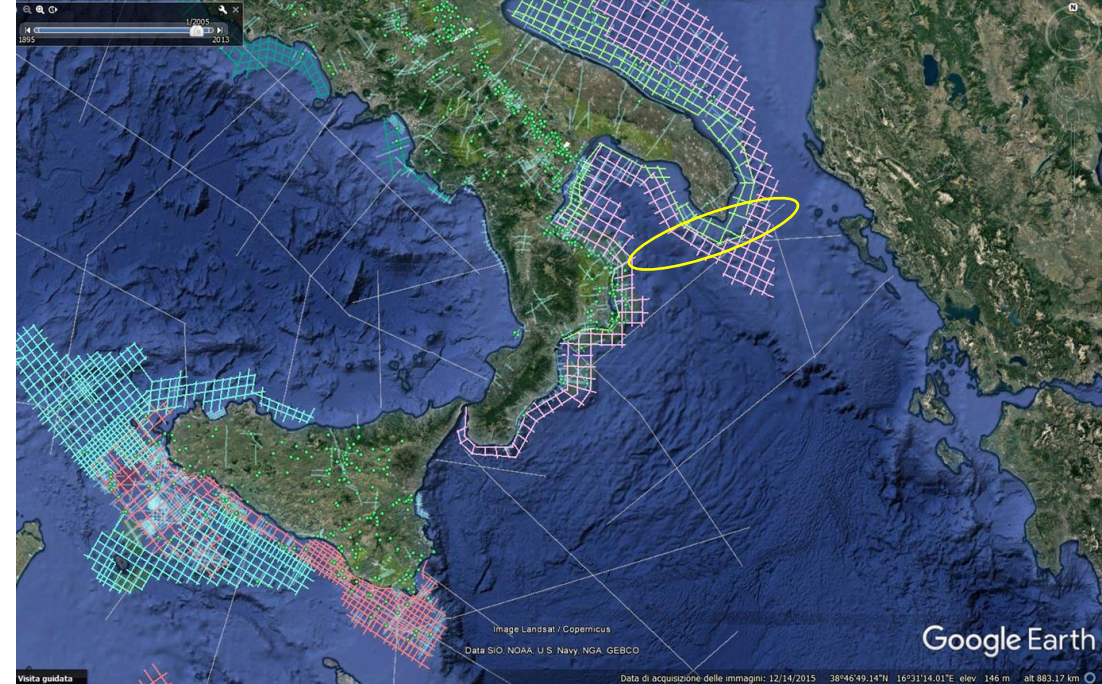 1/2005
1895 2013
N
Image Landsat / Copernicus
Data SIO, NOAA, U.S. Navy, NGA, GEBCO
Google Earth
Visita guidata
Data di acquisizione delle immagini: 12/14/2015 38°46'49.14"N 16°31'14.01"E elev 146 m alt 883.17 km